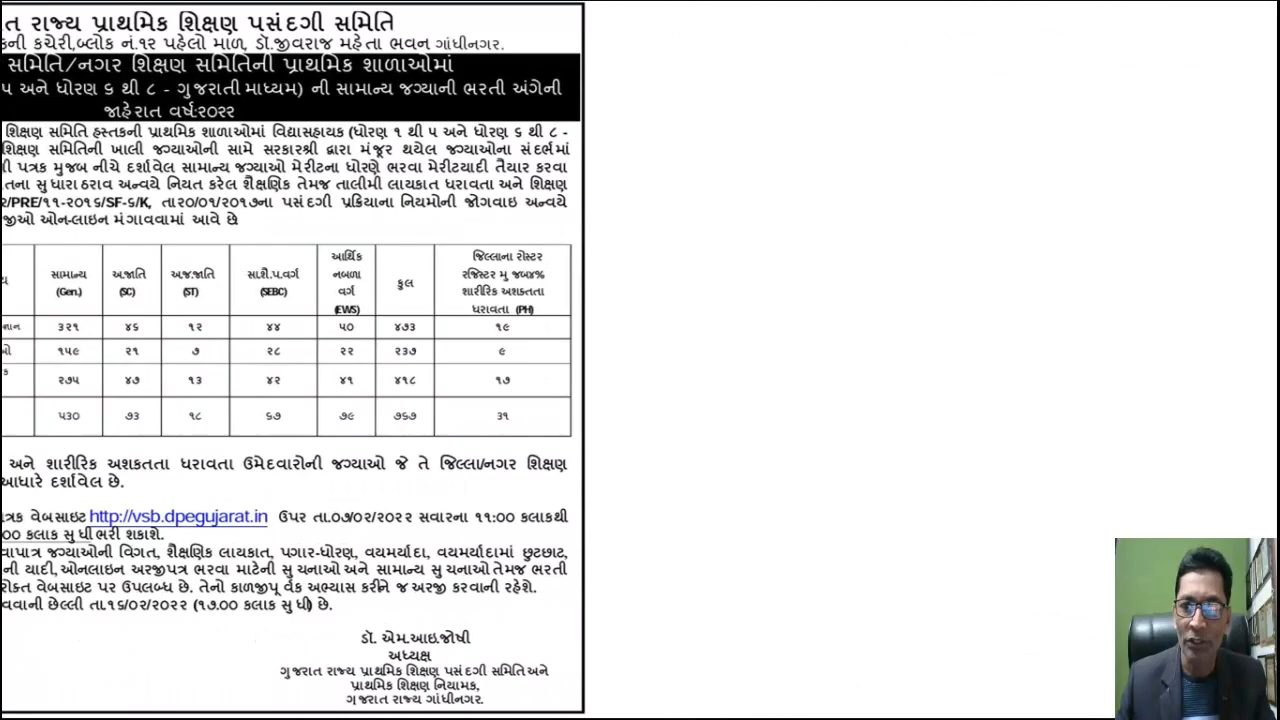 ત રાજ્ય પ્રાથમિક શિક્ષણ પસંદગી સમિતિ
કની કચેરી,બ્લોક નં.૧૨ પહેલો માળ, ડૉ.જીવરાજ મહેતા ભવન ગાંધીનગર.
સમિતિ/નગર શિક્ષણ સમિતિની પ્રાથમિક શાળાઓમાં
૫ અને ધોરણ ૬ થી ૮ - ગુજરાતી માધ્યમ) ની સામાન્ય જગ્યાની ભરતી અંગેની
જાહેરાત વર્ષ:૨૦૨૨
શિક્ષણ સમિતિ હસ્તકની પ્રાથમિક શાળાઓમાં વિદ્યાસહાયક (ધોરણ ૧ થી ૫ અને ધોરણ ૬ થી ૮ -
શિક્ષણ સમિતિની ખાલી જગ્યાઓની સામે સરકારશ્રી દ્વારા મંજૂર થયેલ જગ્યાઓના સંદર્ભમાં
ી પત્રક મુજબ નીચે દર્શાવેલ સામાન્ય જગ્યાઓ મેરીટના ધોરણે ભરવા મેરીટયાદી તૈયાર કરવા
તના સુધારા ઠરાવ અન્વયે નિયત કરેલ શૈક્ષણિક તેમજ તાલીમી લાયકાત ધરાવતા અને શિક્ષણ
૨/PRE/૧૧-૨૦૧૬/SF-૬/K, તા૨૦/૦૧/૨૦૧૭ના પસંદગી પ્રક્રિયાના નિયમોની જોગવાઇ અન્વયે
જીઓ ઓન-લાઇન મંગાવવામાં આવે છે
ય સામાન્ય (Gen.) અ.જાતિ (SC) અ.જ.જાતિ (ST) સા.શૈ.પ.વર્ગ (SEBC) આર્થિક નબળા વર્ગ (EWS) કુલ જિલ્લાના રોસ્ટર રજિસ્ટર મુજબ૪% શારીરિક અશક્તતા ધરાવતા (PH)
જ્ઞાન ૩૨૧ ૪૬ ૧૨ ૪૪ ૫૦ ૪૭૩ ૧૯
ઓ ૧૫૯ ૨૧ ૭ ૨૮ ૨૨ ૨૩૭ ૯
ક ૨૭૫ ૪૭ ૧૩ ૪૨ ૪૧ ૪૧૮ ૧૭
૫૩૦ ૭૩ ૧૮ ૬૭ ૭૯ ૭૬૭ ૩૧
અને શારીરિક અશક્તતા ધરાવતા ઉમેદવારોની જગ્યાઓ જે તે જિલ્લા/નગર શિક્ષણ
આધારે દર્શાવેલ છે.
ત્રક વેબસાઇટ http://vsb.dpegujarat.in ઉપર તા.૦૭/૦૨/૨૦૨૨ સવારના ૧૧:૦૦ કલાકથી
૦૦ કલાક સુધી ભરી શકાશે.
વાપાત્ર જગ્યાઓની વિગત, શૈક્ષણિક લાયકાત, પગાર-ધોરણ, વયમર્યાદા, વયમર્યાદામાં છુટછાટ,
ની યાદી, ઓનલાઇન અરજીપત્ર ભરવા માટેની સુચનાઓ અને સામાન્ય સુચનાઓ તેમજ ભરતી
રોક્ત વેબસાઇટ પર ઉપલબ્ધ છે. તેનો કાળજીપૂર્વક અભ્યાસ કરીને જ અરજી કરવાની રહેશે.
વવાની છેલ્લી તા.૧૬/૦૨/૨૦૨૨ (૧૭.૦૦ કલાક સુધી) છે.
ડૉ. એમ.આઇ.જોષી
અધ્યક્ષ
ગુજરાત રાજ્ય પ્રાથમિક શિક્ષણ પસંદગી સમિતિ અને
પ્રાથમિક શિક્ષણ નિયામક,
ગુજરાત રાજ્ય ગાંધીનગર.